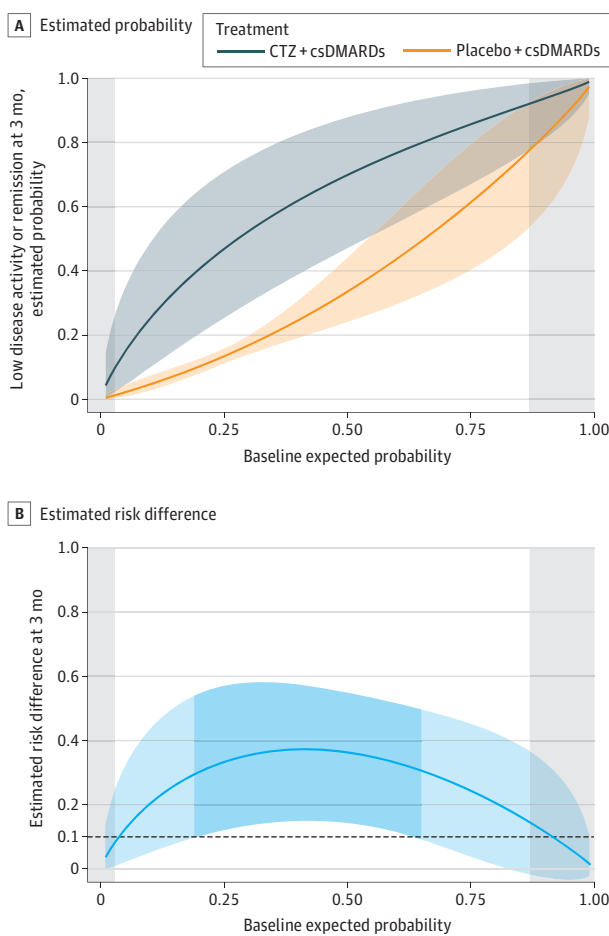 A Estimated probability
Treatment
CTZ + csDMARDs Placebo + csDMARDs
Low disease activity or remission at 3 mo,
estimated probability
1.0
0.8
0.6
0.4
0.2
0
0 0.25 0.50 0.75 1.00
Baseline expected probability
B Estimated risk difference
Estimated risk difference at 3 mo
1.0
0.8
0.6
0.4
0.2
0.1
0
0 0.25 0.50 0.75 1.00
Baseline expected probability